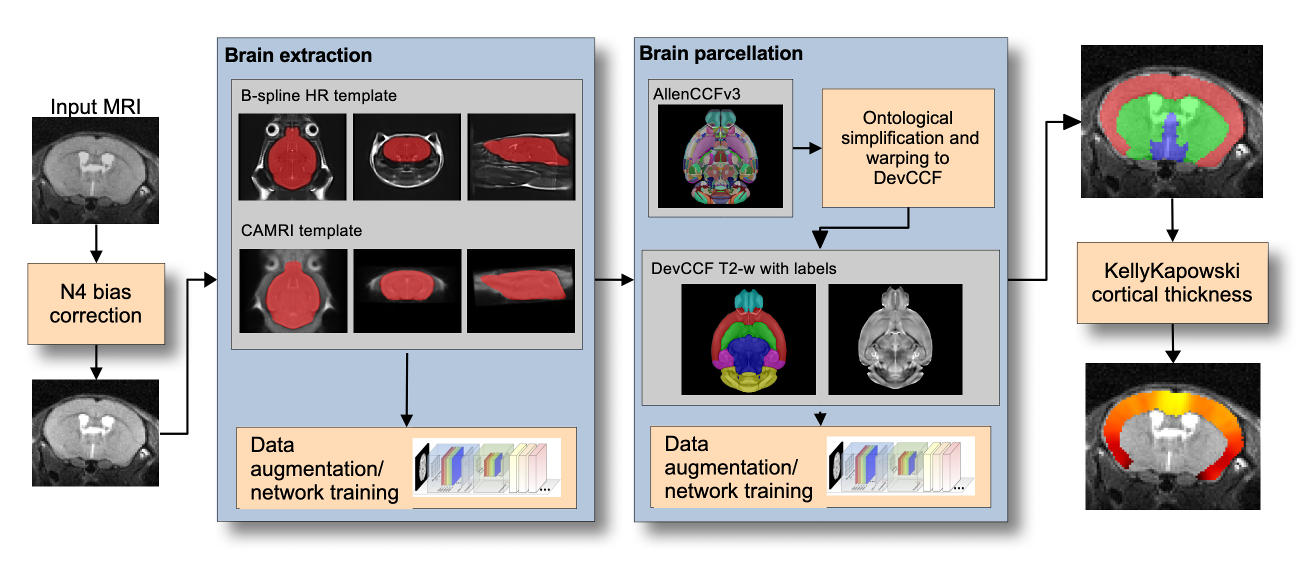 Input MRI
N4 bias
correction
Brain extraction
B-spline HR template
CAMRI template
Data
augmentation/
network training
...
Brain parcellation
AllenCCFv3
Ontological
simplification and
warping to
DevCCF
DevCCF T2-w with labels
Data
augmentation/
network training
...
KellyKapowski
cortical thickness